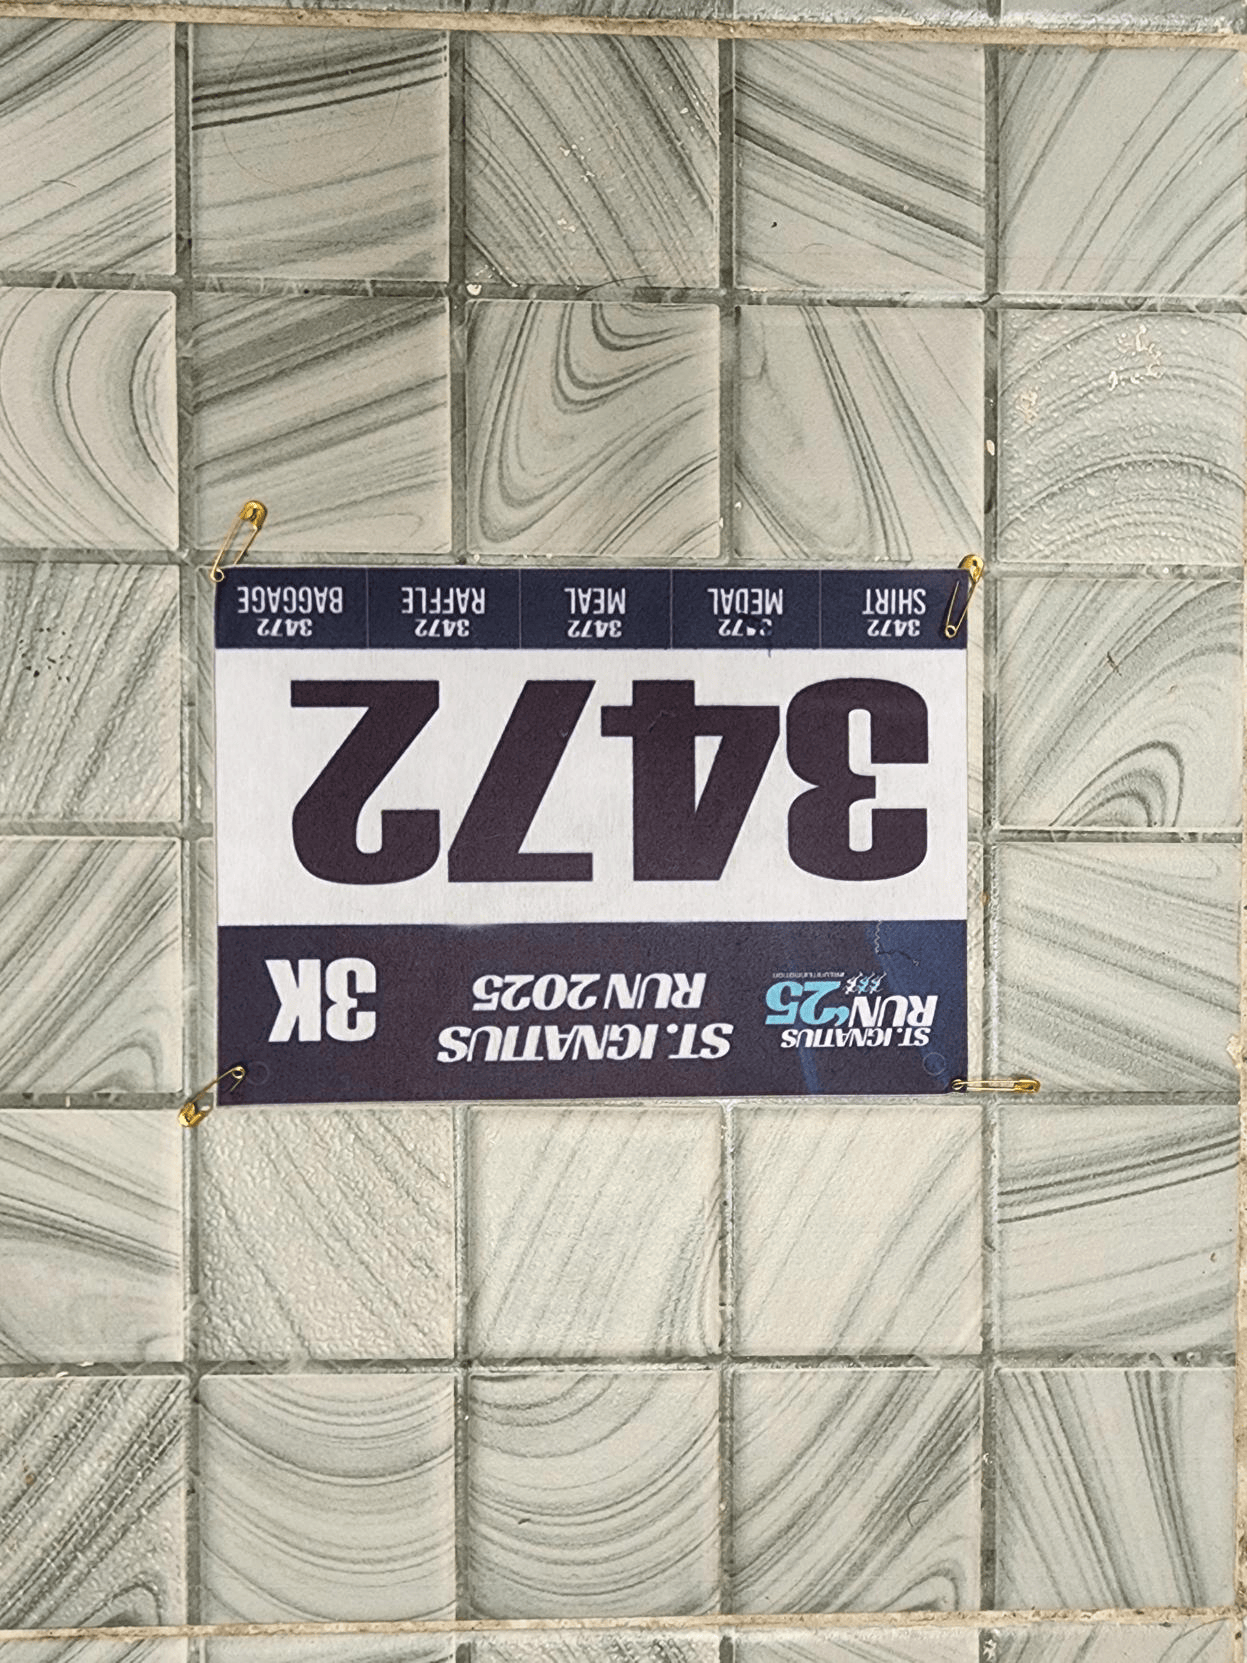 ST. IGNATIUS
RUN '25
ST. IGNATIUS
RUN 2025
3K
3472
3472
SHIRT
3472
MEDAL
3472
MEAL
3472
RAFFLE
3472
BAGGAGE